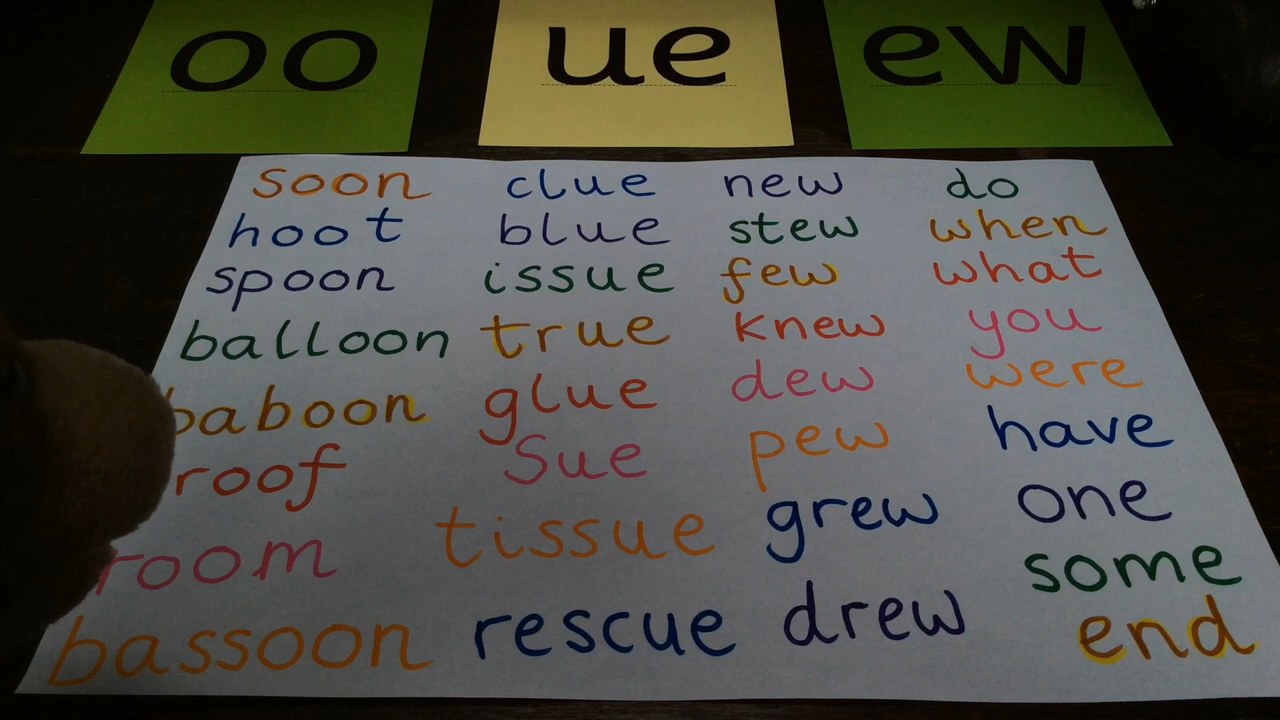 oo ue ew
soon clue new do
hoot blue stew when
spoon issue few what
balloon true knew you
baboon glue dew were
roof Sue pew have
room tissue grew one
bassoon rescue drew some
end